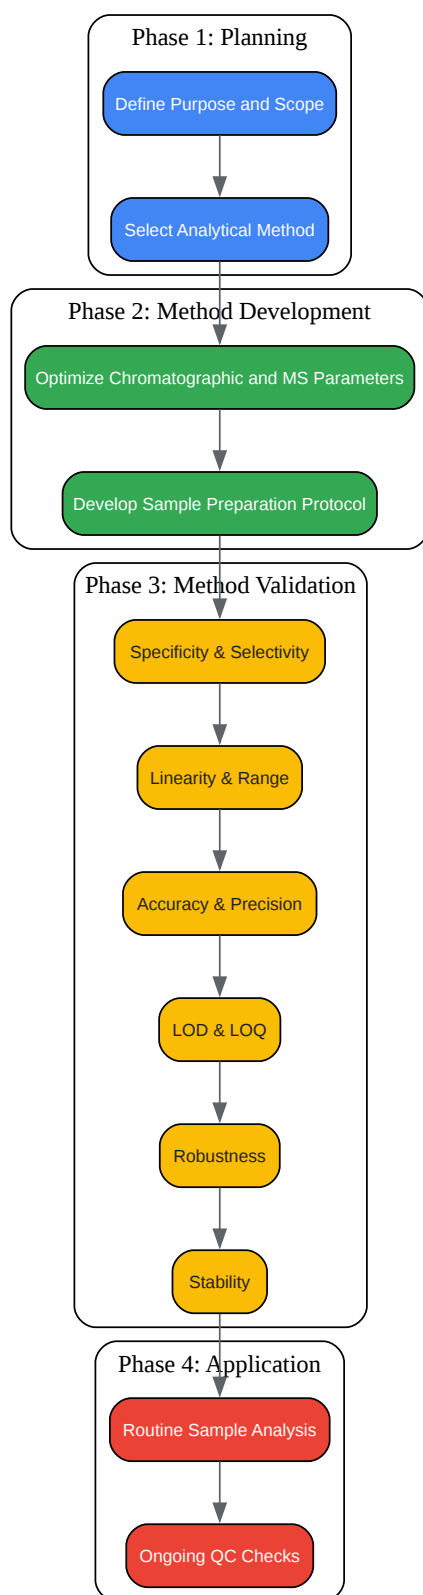 Phase 1: Planning
Define Purpose and Scope
Select Analytical Method
Phase 2: Method Development
Optimize Chromatographic and MS Parameters
Develop Sample Preparation Protocol
Phase 3: Method Validation
Specificity & Selectivity
Linearity & Range
Accuracy & Precision
LOD & LOQ
Robustness
Stability
Phase 4: Application
Routine Sample Analysis
Ongoing QC Checks